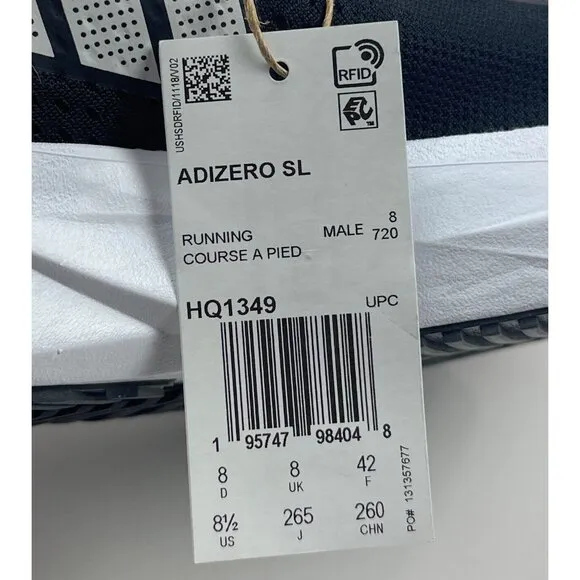 USHSDRFID/1118/V02
RFID
EPC™
ADIZERO SL
RUNNING
COURSE A PIED
MALE
8
720
HQ1349
UPC
1 95747 98404 8
8 8 42
D UK F
8½ 265 260
US J CHN
PO# 131357677